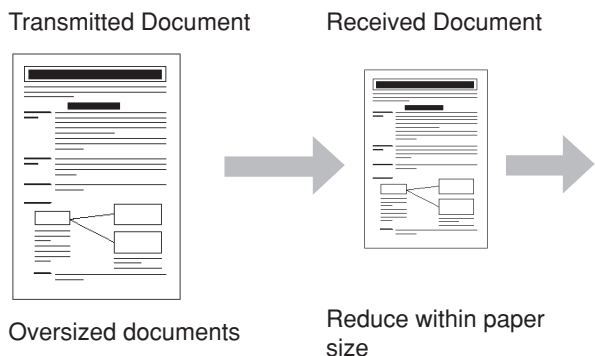 Transmitted Document
Received Document
Oversized documents
Reduce within paper
size